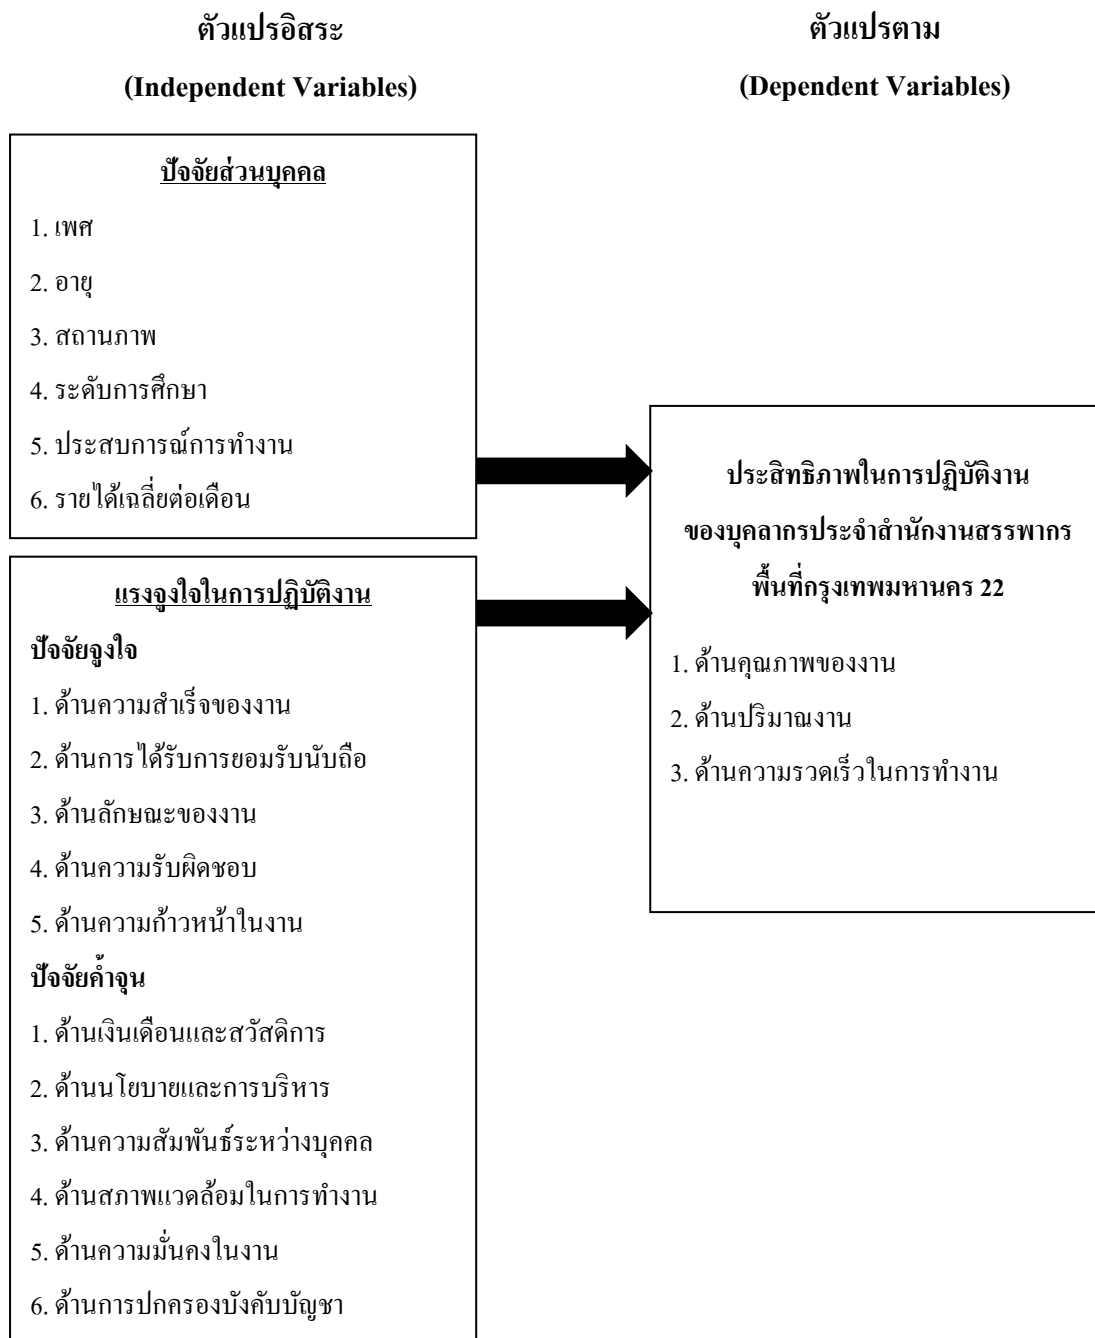 ตัวแปรอิสระ
(Independent Variables)
ตัวแปรตาม
(Dependent Variables)
ปัจจัยส่วนบุคคล
1. เพศ
2. อายุ
3. สถานภาพ
4. ระดับการศึกษา
5. ประสบการณ์การทำงาน
6. รายได้เฉลี่ยต่อเดือน
แรงจูงใจในการปฏิบัติงาน
ปัจจัยจูงใจ
1. ด้านความสำเร็จของงาน
2. ด้านการได้รับการยอมรับนับถือ
3. ด้านลักษณะของงาน
4. ด้านความรับผิดชอบ
5. ด้านความก้าวหน้าในงาน
ปัจจัยค้ำจุน
1. ด้านเงินเดือนและสวัสดิการ
2. ด้านนโยบายและการบริหาร
3. ด้านความสัมพันธ์ระหว่างบุคคล
4. ด้านสภาพแวดล้อมในการทำงาน
5. ด้านความมั่นคงในงาน
6. ด้านการปกครองบังคับบัญชา
ประสิทธิภาพในการปฏิบัติงาน
ของบุคลากรประจำสำนักงานสรรพากร
พื้นที่กรุงเทพมหานคร 22
1. ด้านคุณภาพของงาน
2. ด้านปริมาณงาน
3. ด้านความรวดเร็วในการทำงาน